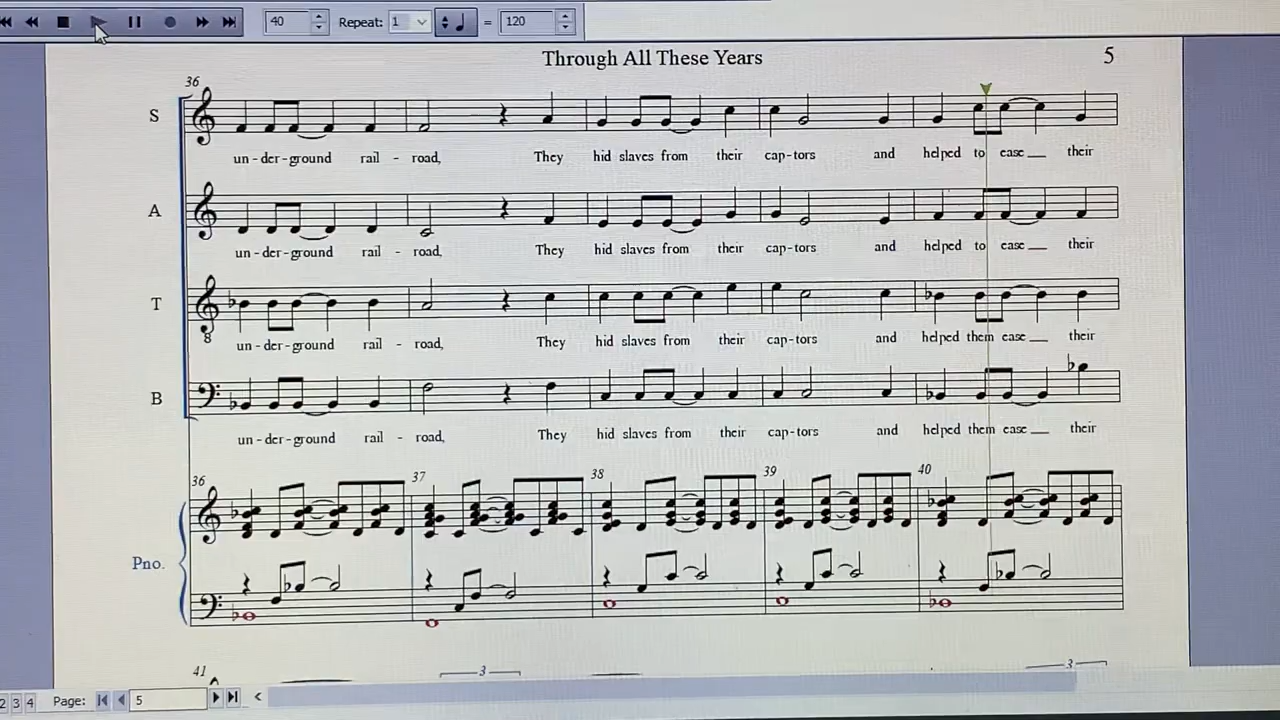 40 Repeat: 1 = 120
Through All These Years 5
36
S
un - der - ground rail - road, They hid slaves from their cap - tors and helped to ease their
A
un - der - ground rail - road, They hid slaves from their cap - tors and helped to ease their
T
8
un - der - ground rail - road, They hid slaves from their cap - tors and helped them ease their
B
un - der - ground rail - road, They hid slaves from their cap - tors and helped them ease their
36 37 38 39 40
Pno.
41 3 3
2 3 4 Page: 5